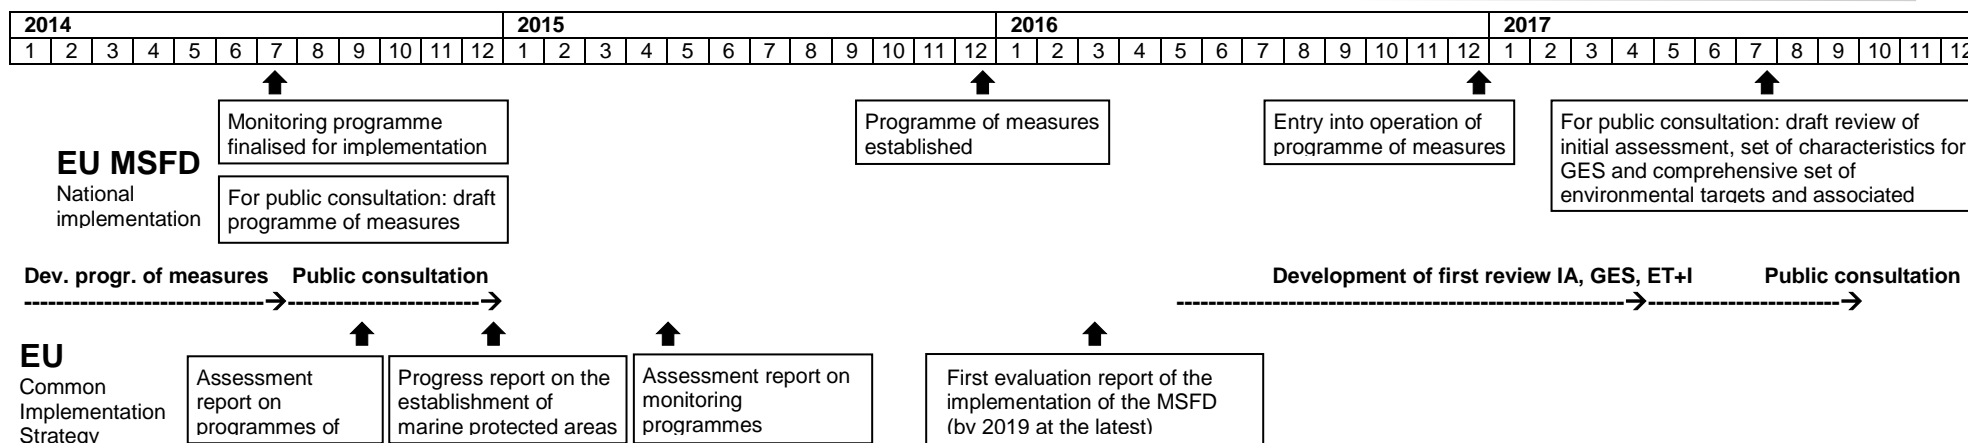 2014 2015 2016 2017
1 2 3 4 5 6 7 8 9 10 11 12 1 2 3 4 5 6 7 8 9 10 11 12 1 2 3 4 5 6 7 8 9 10 11 12 1 2 3 4 5 6 7 8 9 10 11 12
EU MSFD
National
implementation
Monitoring programme
finalised for implementation
For public consultation: draft
programme of measures
Programme of measures
established
Entry into operation of
programme of measures
For public consultation: draft review of
initial assessment, set of characteristics for
GES and comprehensive set of
environmental targets and associated
Dev. progr. of measures Public consultation
Development of first review IA, GES, ET+I Public consultation
EU
Common
Implementation
Strategy
Assessment
report on
programmes of
Progress report on the
establishment of
marine protected areas
Assessment report on
monitoring
programmes
First evaluation report of the
implementation of the MSFD
(by 2019 at the latest)